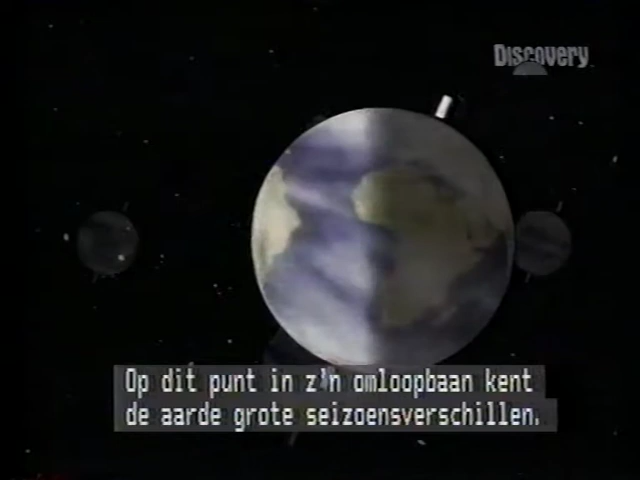 Discovery
Op dit punt in z'n omloopbaan kent
de aarde grote seizoensverschillen.